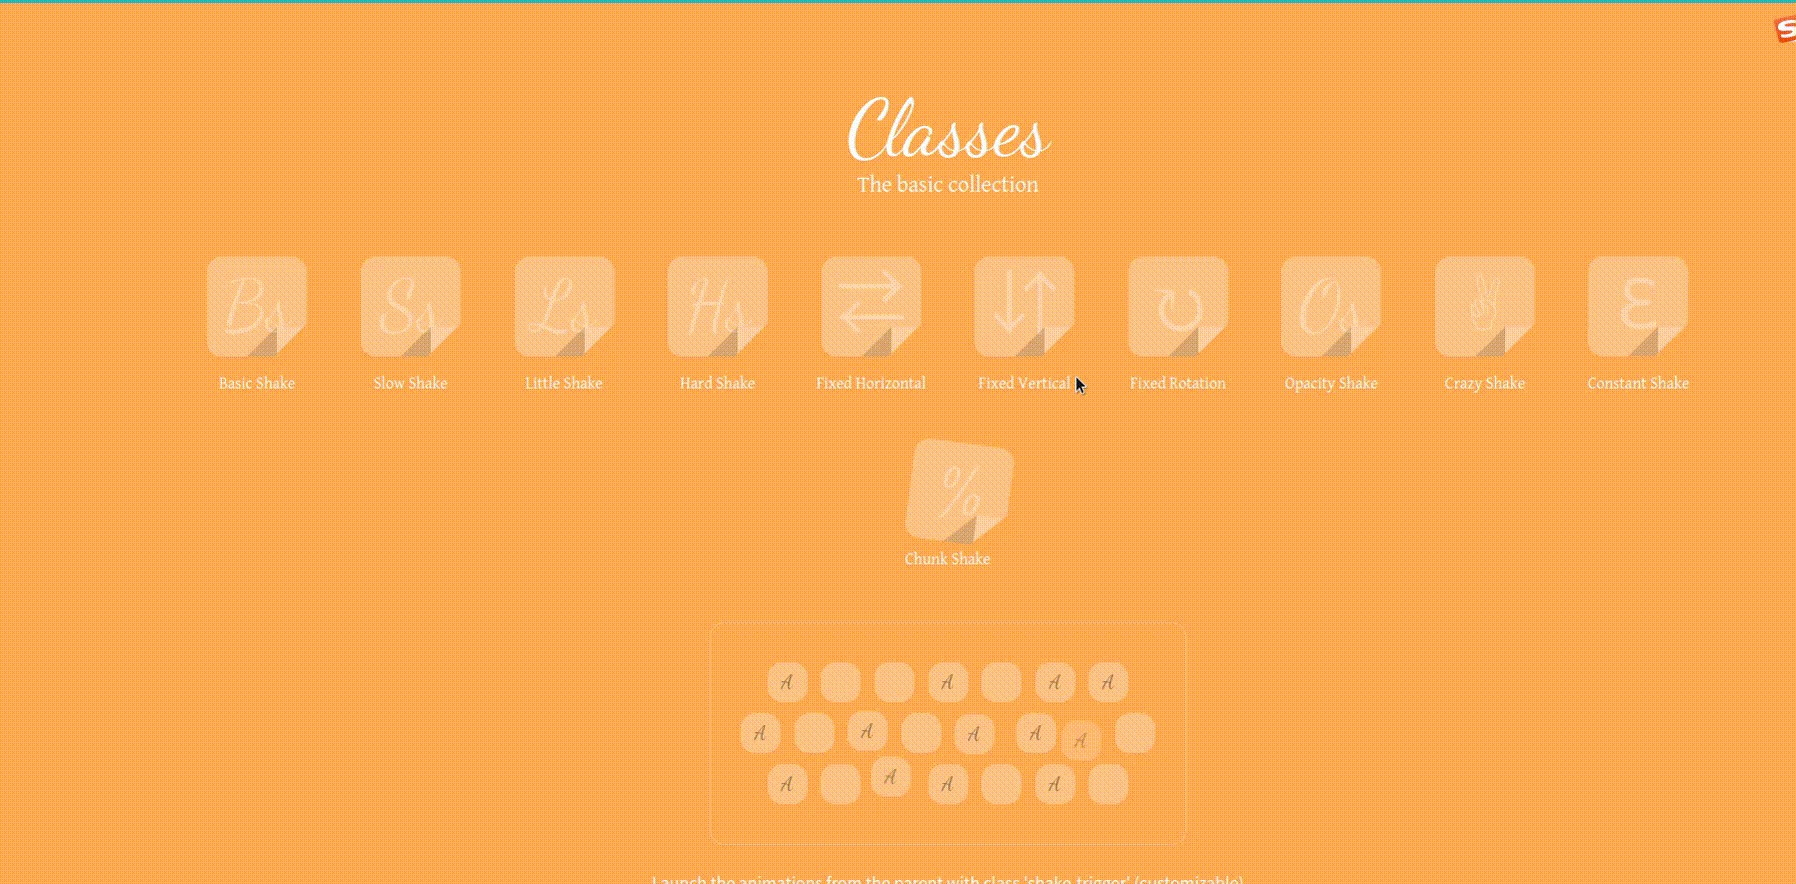 Classes
The basic collection
Bs Ss Ls Hs Os
Basic Shake Slow Shake Little Shake Hard Shake Fixed Horizontal Fixed Vertical Fixed Rotation Opacity Shake Crazy Shake Constant Shake
%
Chunk Shake
A A A A
A A A A A
A A A A
Launch the animations from the parent with class 'shake-trigger' (customizable)